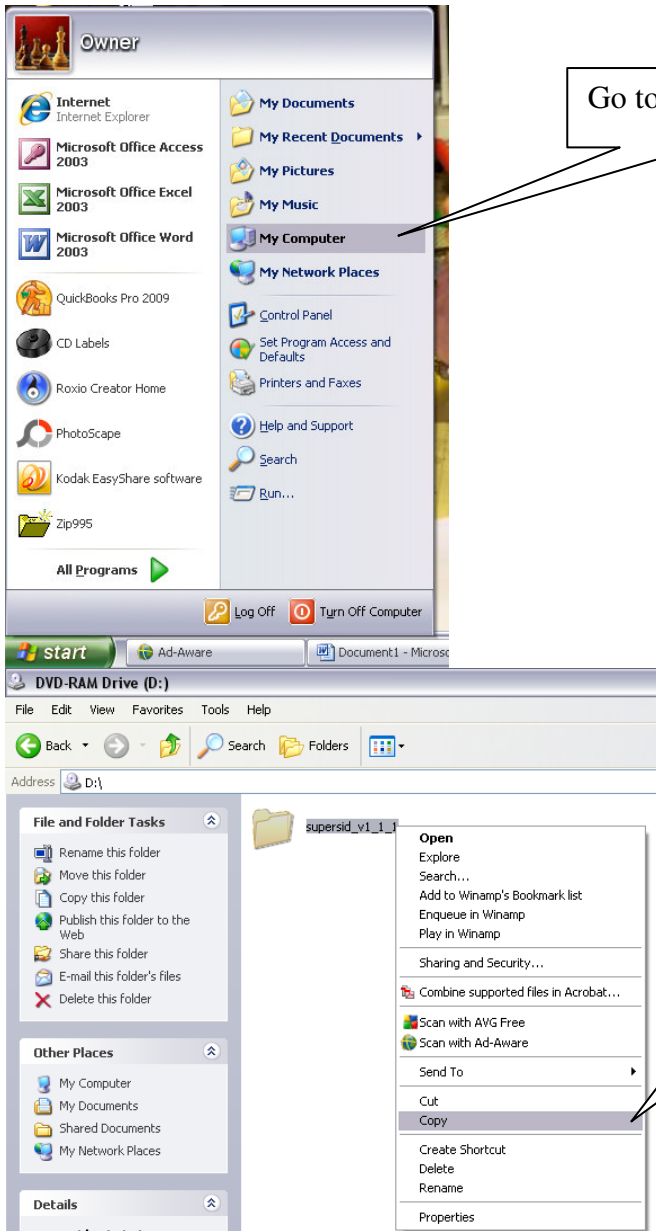 Owner
Internet
Internet Explorer
Microsoft Office Access
2003
Microsoft Office Excel
2003
Microsoft Office Word
2003
QuickBooks Pro 2009
CD Labels
Roxio Creator Home
PhotoScape
Kodak EasyShare software
Zip995
All Programs
My Documents
My Recent Documents
My Pictures
My Music
My Computer
My Network Places
Control Panel
Set Program Access and
Defaults
Printers and Faxes
Help and Support
Search
Run...
Log Off
Turn Off Computer
Go to
start
Ad-Aware
Document1 - Microso
DVD-RAM Drive (D:)
File Edit View Favorites Tools Help
Back Search Folders
Address D:\
File and Folder Tasks
Rename this folder
Move this folder
Copy this folder
Publish this folder to the
Web
Share this folder
E-mail this folder's files
Delete this folder
Other Places
My Computer
My Documents
Shared Documents
My Network Places
Details
supersid_v1_1_1
Open
Explore
Search...
Add to Winamp's Bookmark list
Enqueue in Winamp
Play in Winamp
Sharing and Security...
Combine supported files in Acrobat...
Scan with AVG Free
Scan with Ad-Aware
Send To
Cut
Copy
Create Shortcut
Delete
Rename
Properties